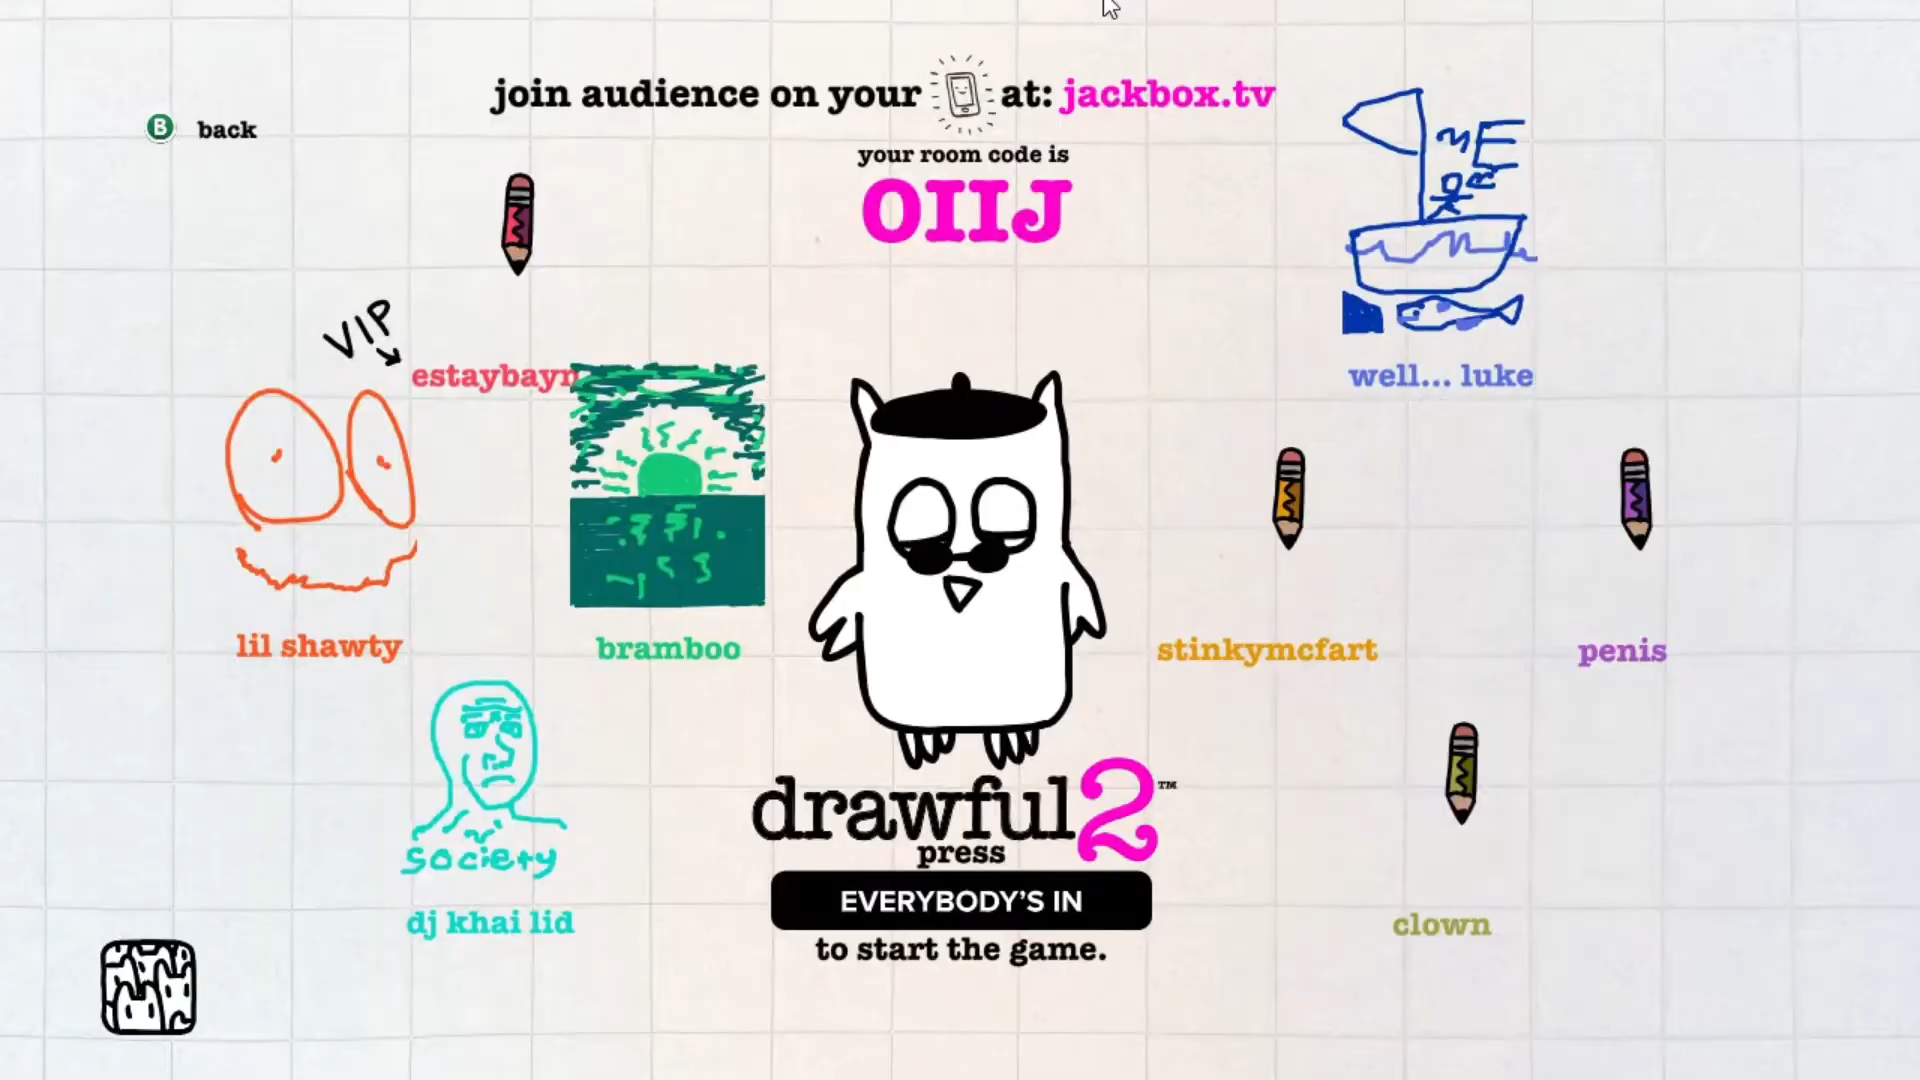 join audience on your at: jackbox.tv
B back
your room code is
OIIJ
ME
VIP
estaybayn
well... luke
lil shawty
bramboo
stinkymcfart
penis
society
dj khai lid
drawful 2™
press
EVERYBODY'S IN
to start the game.
clown